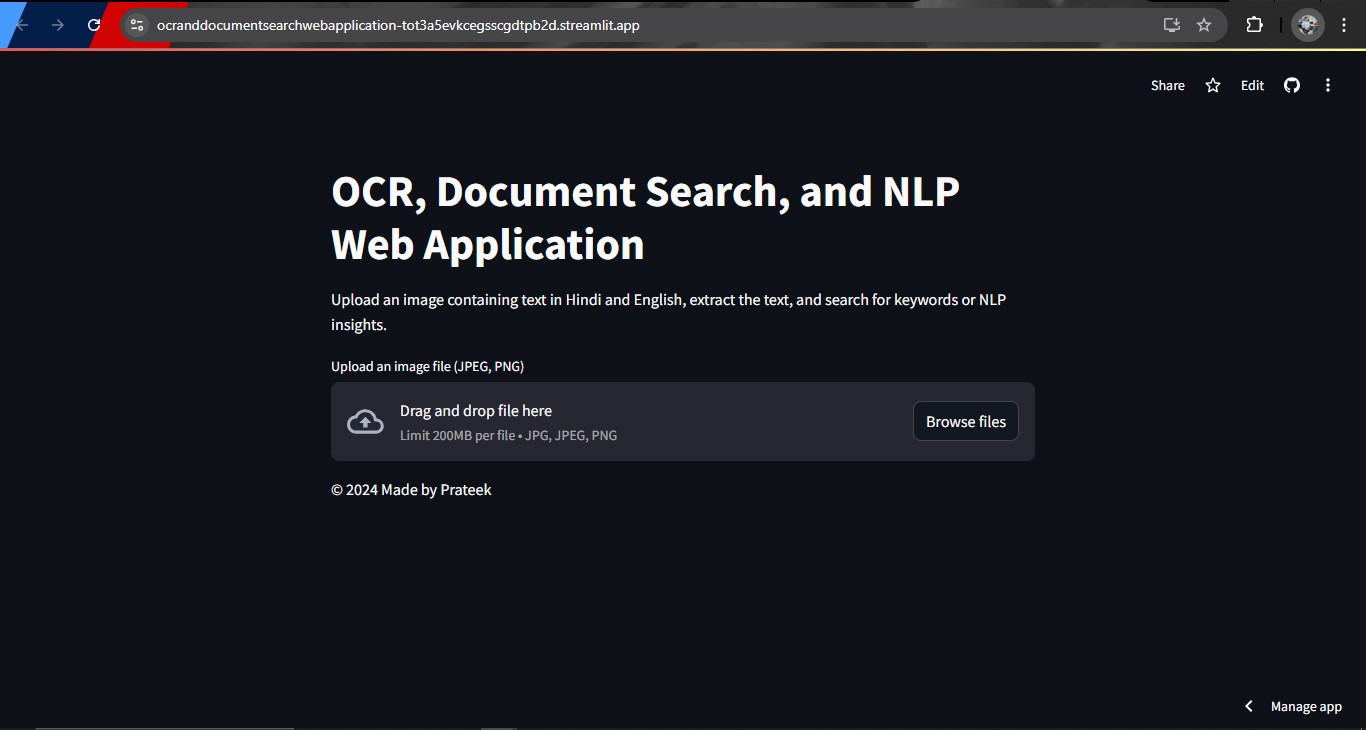 ocranddocumentsearchwebapplication-tot3a5evkcegsscgdtpb2d.streamlit.app
Share Edit
OCR, Document Search, and NLP
Web Application
Upload an image containing text in Hindi and English, extract the text, and search for keywords or NLP
insights.
Upload an image file (JPEG, PNG)
Drag and drop file here
Limit 200MB per file • JPG, JPEG, PNG
Browse files
© 2024 Made by Prateek
Manage app